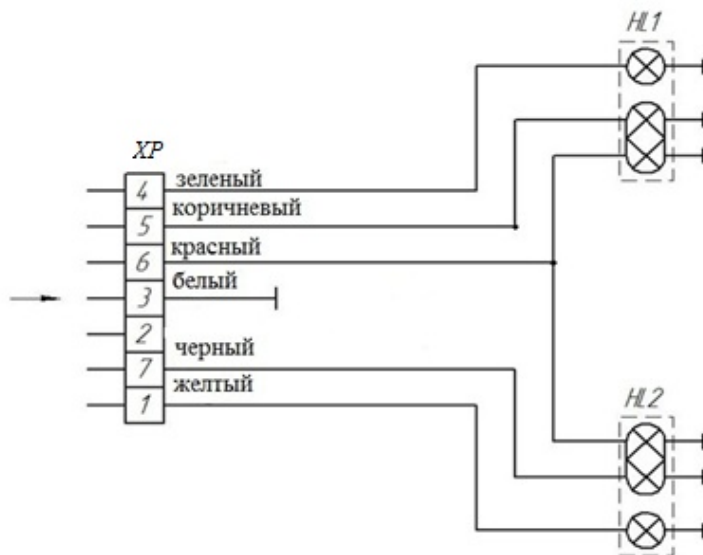 HL1
XP
4 зеленый
5 коричневый
6 красный
3 белый
2
7 черный
1 желтый
HL2